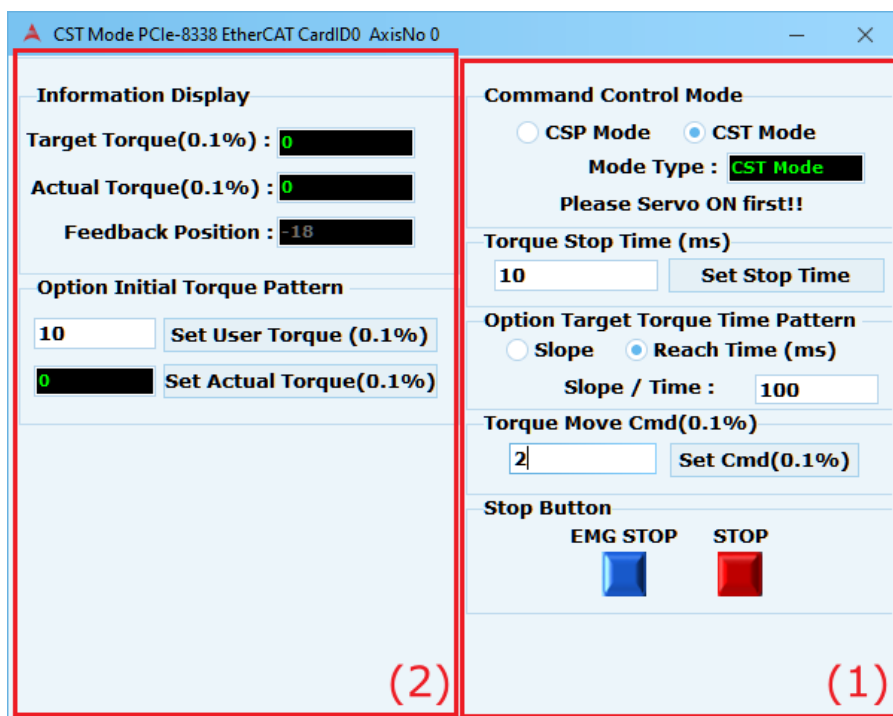 CST Mode PCIe-8338 EtherCAT CardID0 AxisNo 0
Information Display
Target Torque(0.1%) : 0
Actual Torque(0.1%) : 0
Feedback Position : -18
Option Initial Torque Pattern
10 Set User Torque (0.1%)
0 Set Actual Torque(0.1%)
(2)
Command Control Mode
CSP Mode CST Mode
Mode Type : CST Mode
Please Servo ON first!!
Torque Stop Time (ms)
10 Set Stop Time
Option Target Torque Time Pattern
Slope Reach Time (ms)
Slope / Time : 100
Torque Move Cmd(0.1%)
2 Set Cmd(0.1%)
Stop Button
EMG STOP STOP
(1)